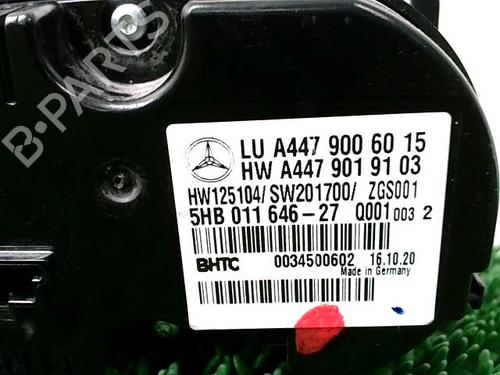 B-PARTS
LU A447 900 60 15
HW A447 901 91 03
HW125104/SW201700/ ZGS001
5HB 011 646-27 Q001 003 2
BHTC 0034500602 16.10.20
Made in Germany